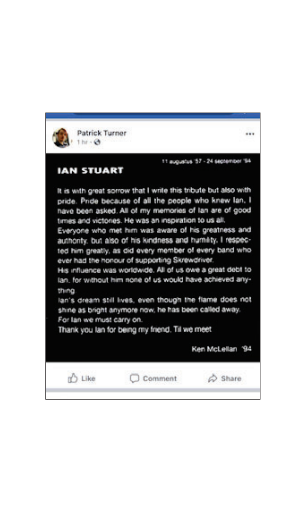 Patrick Turner
1 hr ·
11 augustus '57 - 24 september '94
IAN STUART
It is with great sorrow that I write this tribute but also with
pride. Pride because of all the people who knew Ian, I
have been asked. All of my memories of Ian are of good
times and victories. He was an inspiration to us all.
Everyone who met him was aware of his greatness and
authority, but also of his kindness and humility. I respec-
ted him greatly, as did every member of every band who
ever had the honour of supporting Skrewdriver.
His influence was worldwide. All of us owe a great debt to
Ian, for without him none of us would have achieved any-
thing
Ian's dream still lives, even though the flame does not
shine as bright anymore now, he has been called away.
For Ian we must carry on.
Thank you Ian for being my friend. Til we meet
Ken McLellan '94
Like
Comment
Share